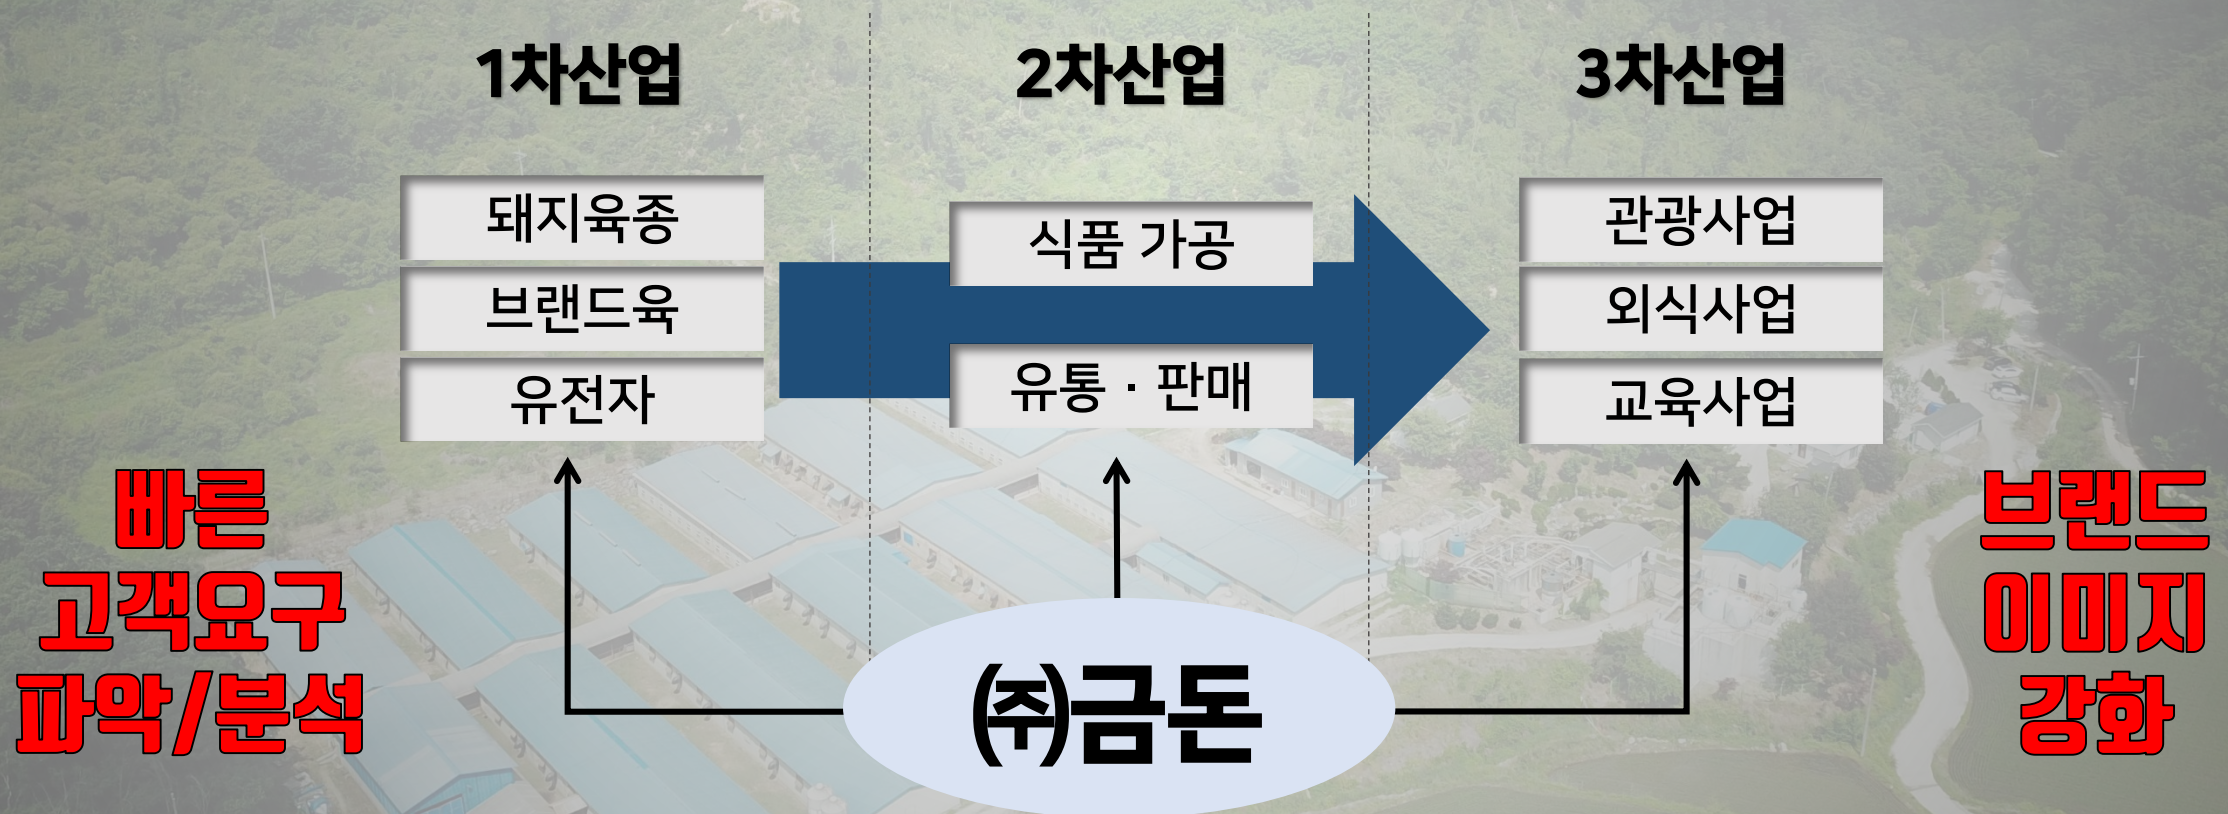 1차산업
2차산업
3차산업
돼지육종
브랜드육
유전자
식품 가공
유통 · 판매
관광사업
외식사업
교육사업
빠른
고객요구
파악/분석
브랜드
이미지
강화
㈜금돈